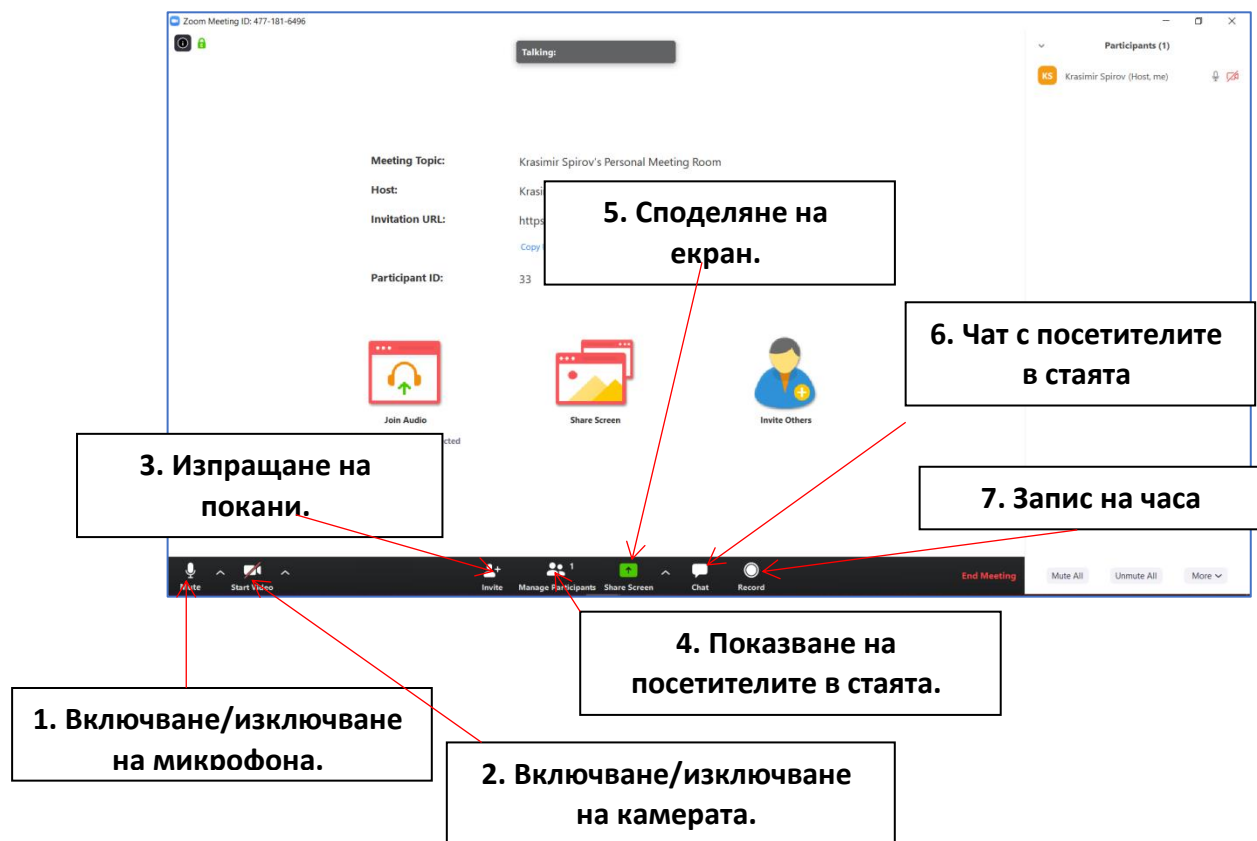 Zoom Meeting ID: 477-181-6496
Talking:
Participants (1)
KS Krasimir Spirov (Host, me)
Meeting Topic: Krasimir Spirov's Personal Meeting Room
Host:
Invitation URL:
Participant ID: 33
5. Споделяне на
екран.
6. Чат с посетителите
в стаята
Join Audio
Share Screen
Invite Others
3. Изпращане на
покани.
7. Запис на часа
Mute
Start Video
Invite
1
Manage Participants
Share Screen
Chat
Record
End Meeting
Mute All
Unmute All
More
4. Показване на
посетителите в стаята.
1. Включване/изключване
на микрофона.
2. Включване/изключване
на камерата.